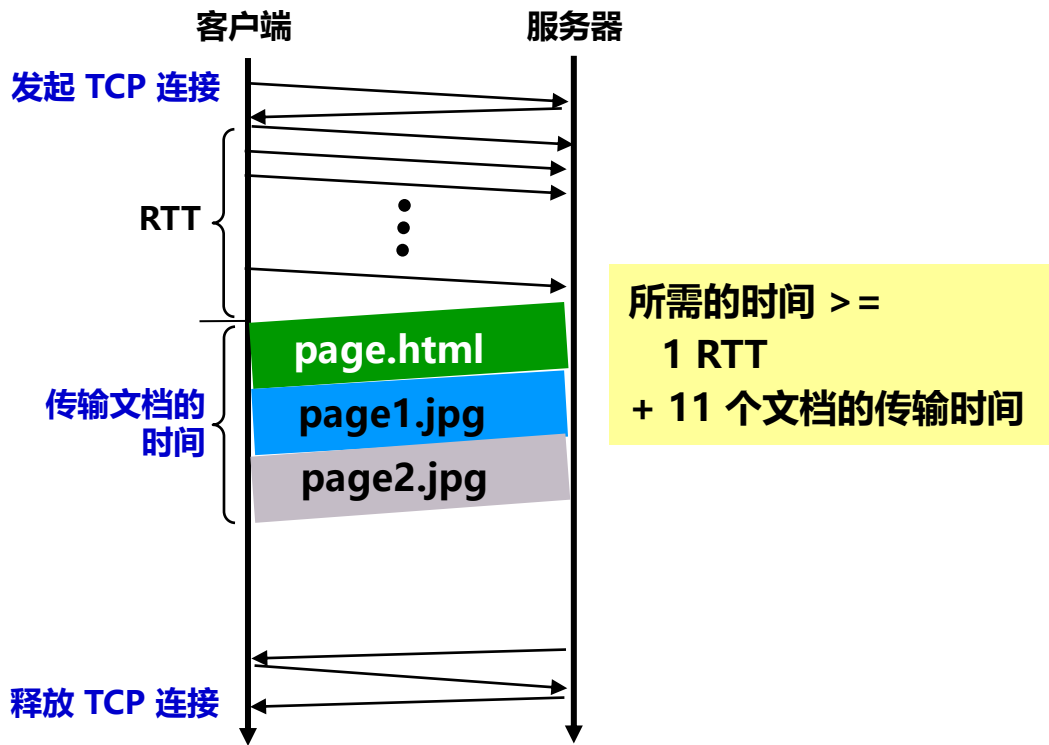 客户端
服务器
发起 TCP 连接
RTT
page.html
page1.jpg
page2.jpg
传输文档的
时间
所需的时间 >=
1 RTT
+ 11 个文档的传输时间
释放 TCP 连接